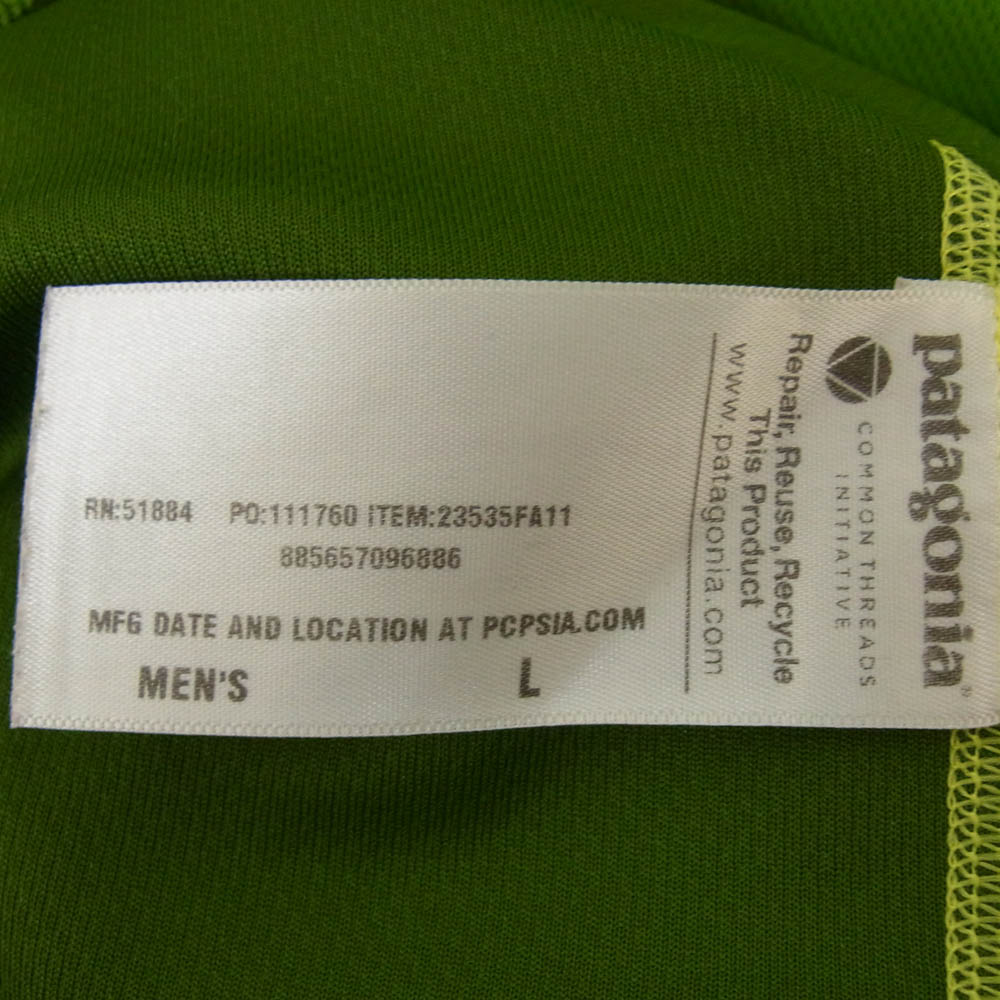 patagonia®
COMMON THREADS
INITIATIVE
Repair, Reuse, Recycle
This Product
www.patagonia.com
RN:51884 PO:111760 ITEM:23535FA11
885657096886
MFG DATE AND LOCATION AT PCPSIA.COM
MEN'S L